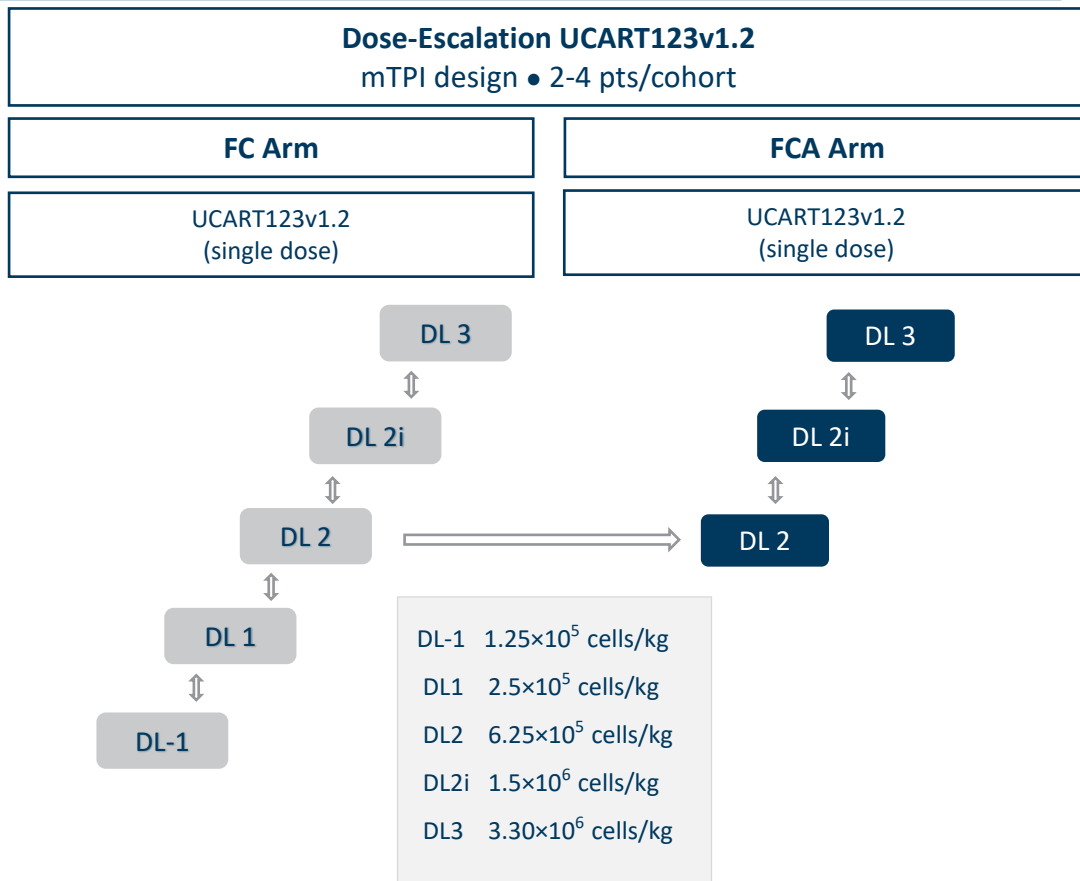 Dose-Escalation UCART123v1.2
mTPI design ● 2-4 pts/cohort
FC Arm
FCA Arm
UCART123v1.2
(single dose)
UCART123v1.2
(single dose)
DL 3
DL 3
DL 2i
DL 2i
DL 2
DL 2
DL 1
DL-1
DL-1 1.25×10⁵ cells/kg
DL1 2.5×10⁵ cells/kg
DL2 6.25×10⁵ cells/kg
DL2i 1.5×10⁶ cells/kg
DL3 3.30×10⁶ cells/kg